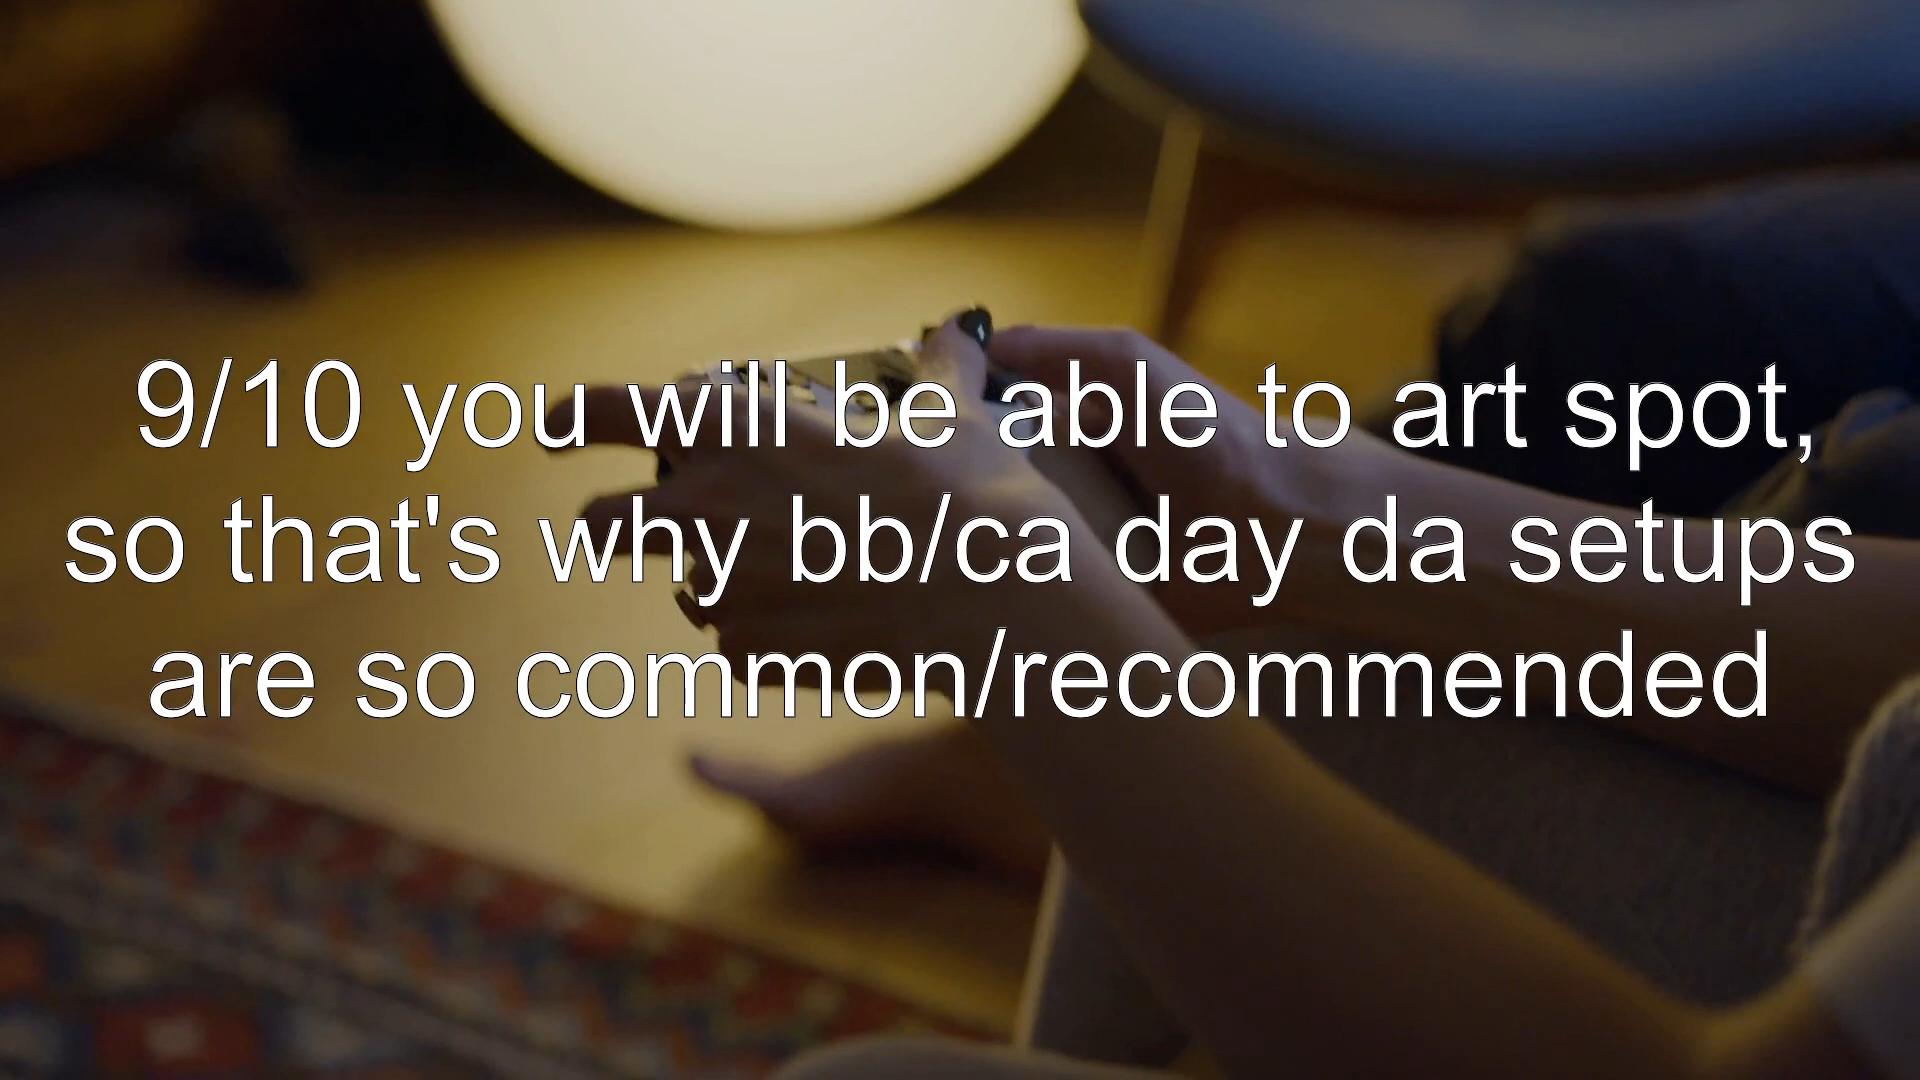 9/10 you will be able to art spot,
so that's why bb/ca day da setups
are so common/recommended